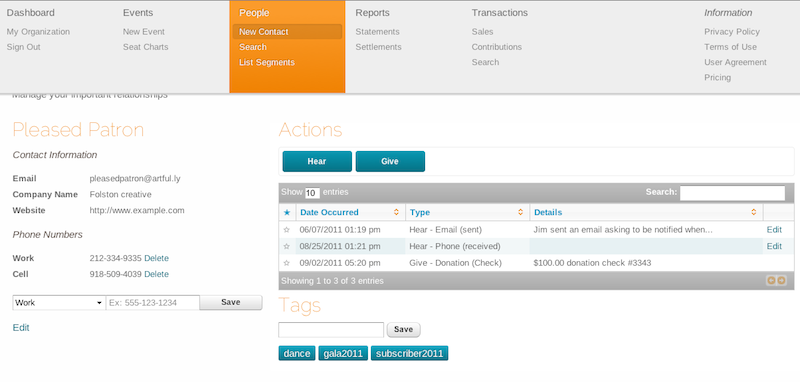 Dashboard Events People Reports Transactions Information
My Organization New Event New Contact Statements Sales Privacy Policy
Sign Out Seat Charts Search Settlements Contributions Terms of Use
List Segments Search User Agreement
Pricing
Manage your important relationships
Pleased Patron
Contact Information
Email pleasedpatron@artful.ly
Company Name Folston creative
Website http://www.example.com
Phone Numbers
Work 212-334-9335 Delete
Cell 918-509-4039 Delete
Work Ex: 555-123-1234 Save
Edit
Actions
Hear Give
Show 10 entries Search:
Date Occurred Type Details
06/07/2011 01:19 pm Hear - Email (sent) Jim sent an email asking to be notified when... Edit
08/25/2011 01:21 pm Hear - Phone (received) Edit
09/02/2011 05:20 pm Give - Donation (Check) $100.00 donation check #3343
Showing 1 to 3 of 3 entries
Tags
Save
dance gala2011 subscriber2011